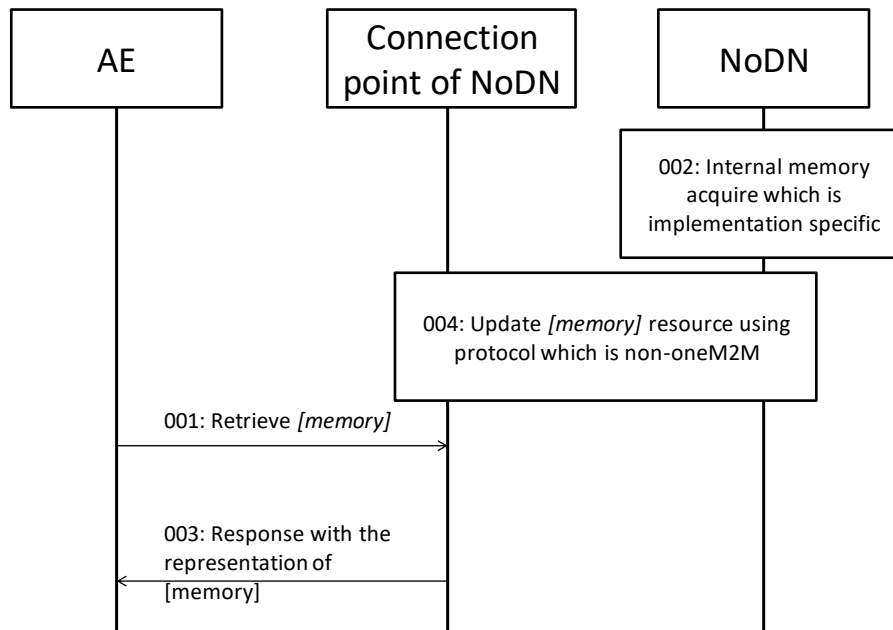 AE
Connection
point of NoDN
NoDN
002: Internal memory
acquire which is
implementation specific
004: Update [memory] resource using
protocol which is non-oneM2M
001: Retrieve [memory]
003: Response with the
representation of
[memory]